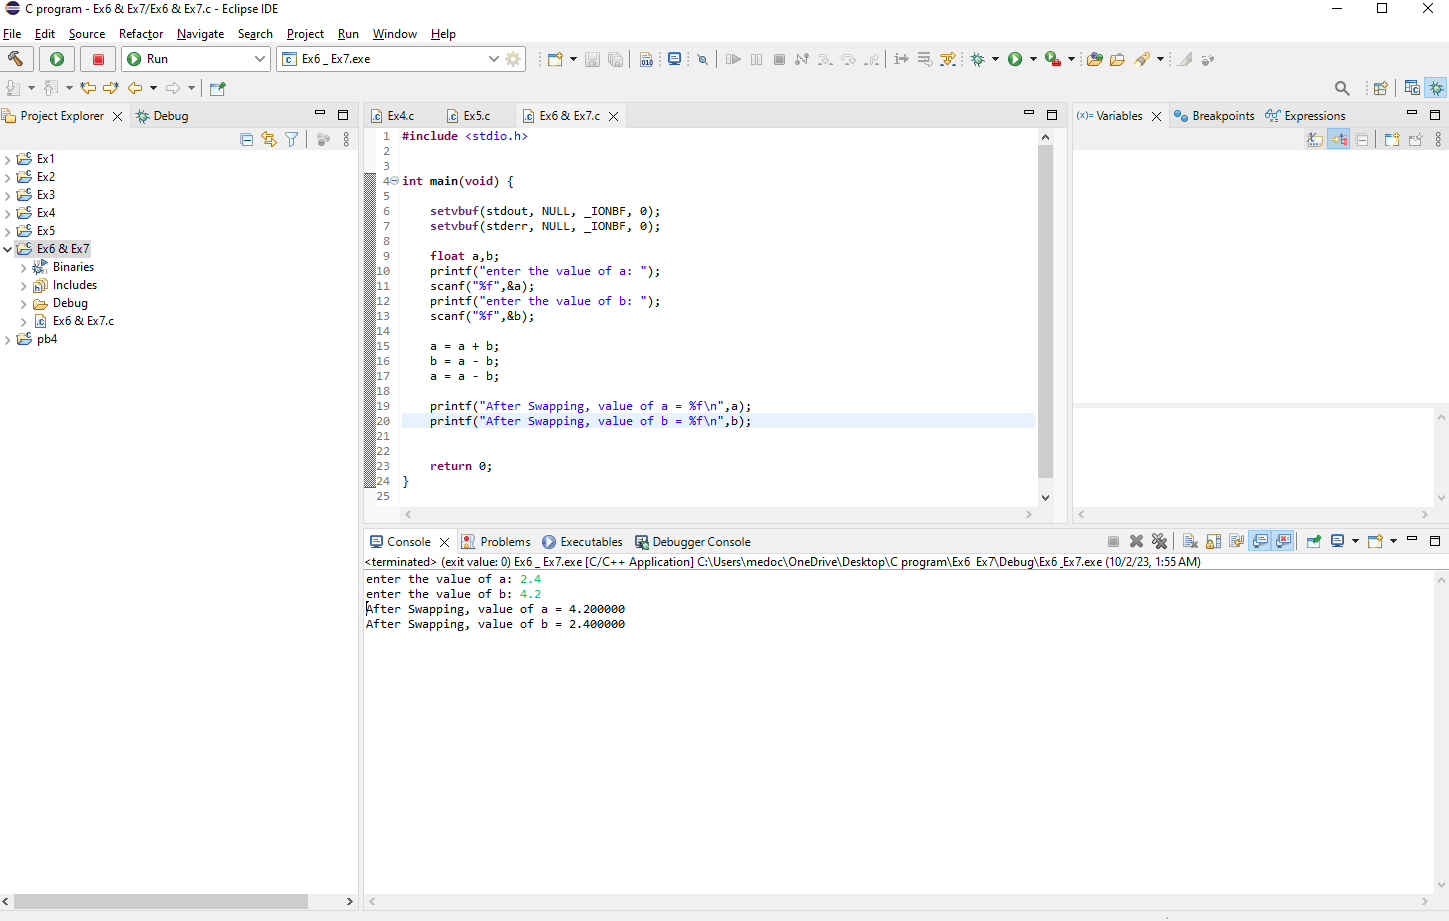 C program - Ex6 & Ex7/Ex6 & Ex7.c - Eclipse IDE
File Edit Source Refactor Navigate Search Project Run Window Help
Run
Ex6 _ Ex7.exe
Project Explorer
Debug
Ex1
Ex2
Ex3
Ex4
Ex5
Ex6 & Ex7
Binaries
Includes
Debug
Ex6 & Ex7.c
pb4
Ex4.c Ex5.c Ex6 & Ex7.c
1 #include <stdio.h>
2
3
4 int main(void) {
5
6 setvbuf(stdout, NULL, _IONBF, 0);
7 setvbuf(stderr, NULL, _IONBF, 0);
8
9 float a,b;
10 printf("enter the value of a: ");
11 scanf("%f",&a);
12 printf("enter the value of b: ");
13 scanf("%f",&b);
14
15 a = a + b;
16 b = a - b;
17 a = a - b;
18
19 printf("After Swapping, value of a = %f\n",a);
20 printf("After Swapping, value of b = %f\n",b);
21
22
23 return 0;
24 }
25
(x)= Variables Breakpoints Expressions
Console Problems Executables Debugger Console
<terminated> (exit value: 0) Ex6 _ Ex7.exe [C/C++ Application] C:\Users\medoc\OneDrive\Desktop\C program\Ex6 Ex7\Debug\Ex6 _Ex7.exe (10/2/23, 1:55 AM)
enter the value of a: 2.4
enter the value of b: 4.2
After Swapping, value of a = 4.200000
After Swapping, value of b = 2.400000